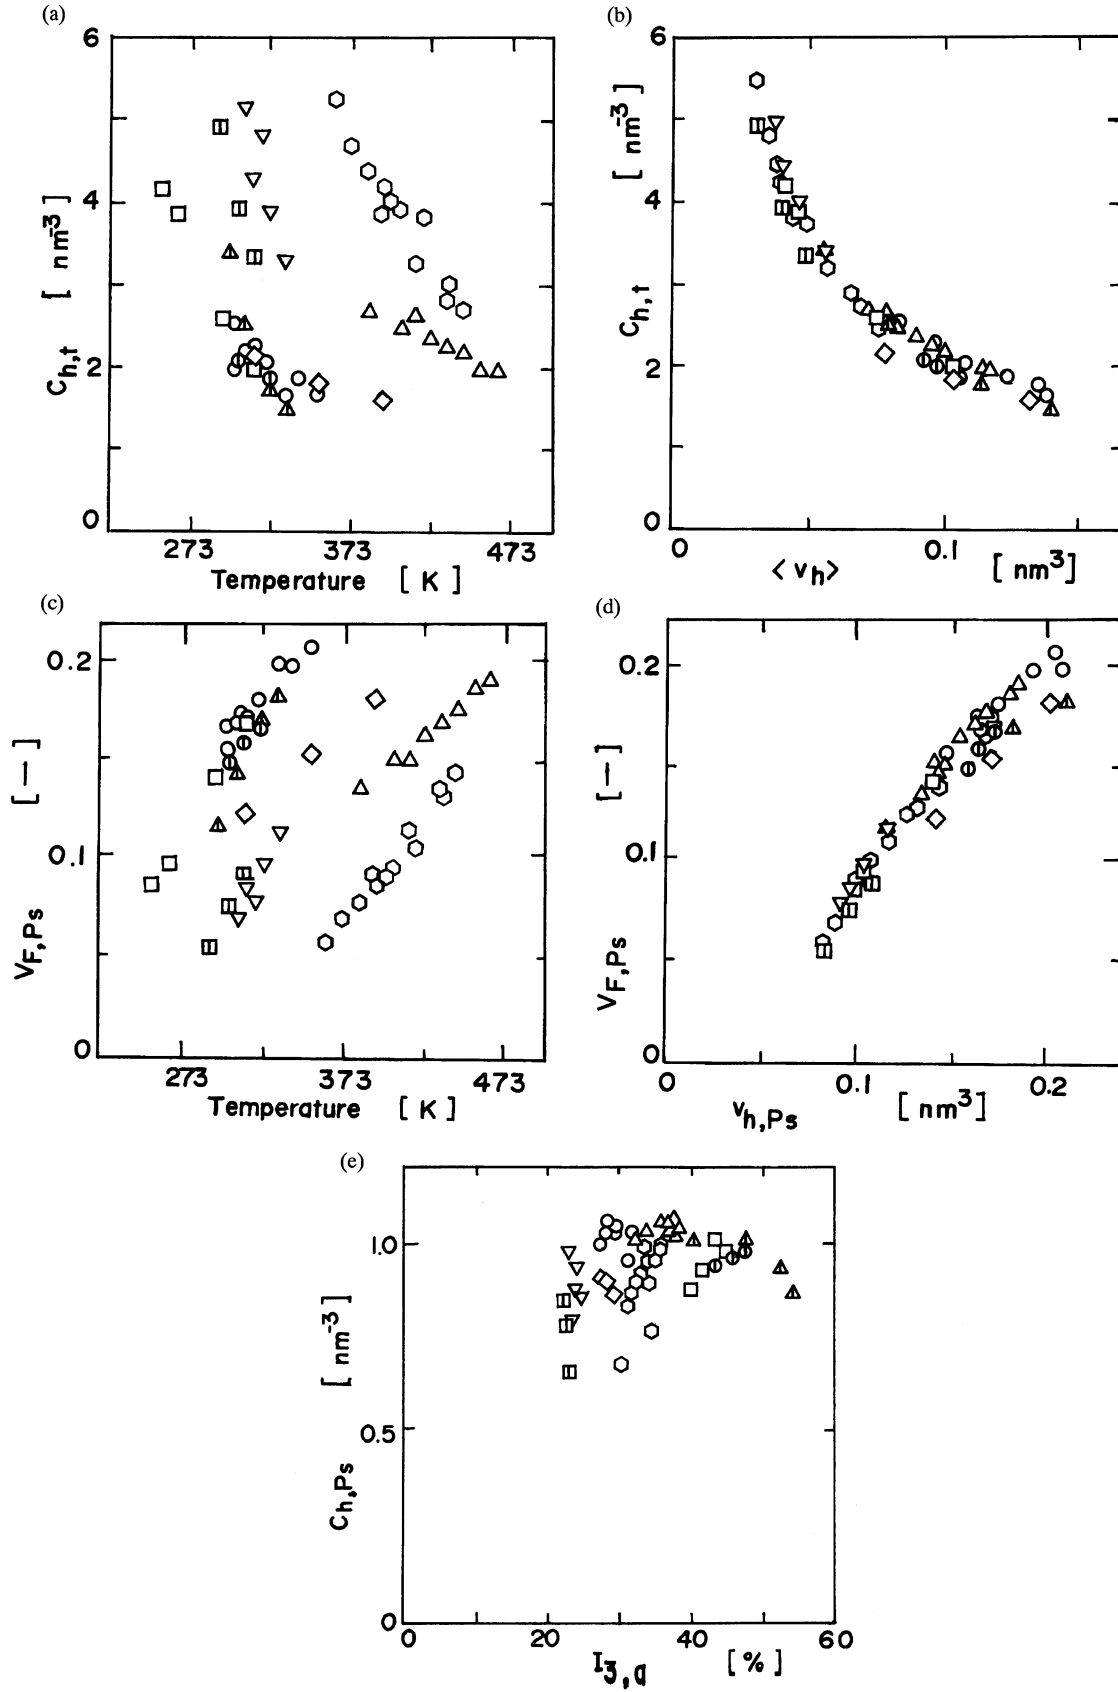 (a)
6
4
2
0
C_h,t [ nm⁻³ ]
273 373 473
Temperature [ K ]
(b)
6
4
2
0
C_h,t [ nm⁻³ ]
0 0.1
⟨v_h⟩ [ nm³ ]
(c)
0.2
0.1
0
V_F,Ps [ — ]
273 373 473
Temperature [ K ]
(d)
0.2
0.1
0
V_F,Ps [ — ]
0 0.1 0.2
v_h,Ps [ nm³ ]
(e)
1.0
0.5
0
C_h,Ps [ nm⁻³ ]
0 20 40 60
I_3,a [ % ]